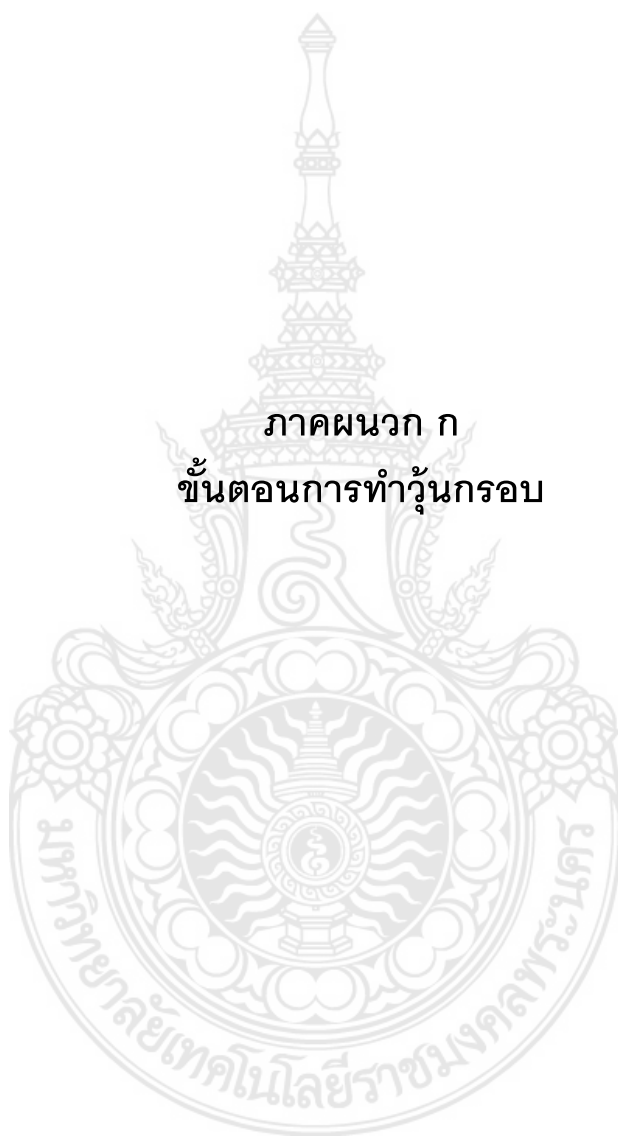 ภาคผนวก ก
ขั้นตอนการทำวุ้นกรอบ
มหาวิทยาลัยเทคโนโลยีราชมงคลพระนคร